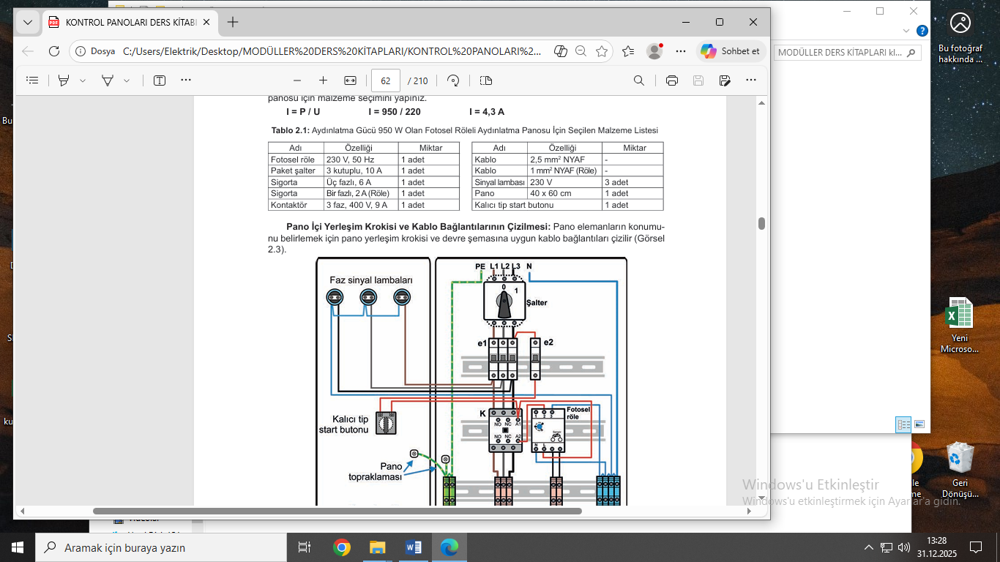 KONTROL PANOLARI DERS KİTABI
Dosya C:/Users/Elektrik/Desktop/MODÜLLER%20DERS%20KİTAPLARI/KONTROL%20PANOLARI%2...
Sohbet et
MODÜLLER DERS KİTAPLARI kl...
62 / 210
panosu için malzeme seçimini yapınız.
I = P / U I = 950 / 220 I = 4,3 A
Tablo 2.1: Aydınlatma Gücü 950 W Olan Fotosel Röleli Aydınlatma Panosu İçin Seçilen Malzeme Listesi
Adı Özelliği Miktar Adı Özelliği Miktar
Fotosel röle 230 V, 50 Hz 1 adet Kablo 2,5 mm² NYAF -
Paket şalter 3 kutuplu, 10 A 1 adet Kablo 1 mm² NYAF (Röle) -
Sigorta Üç fazlı, 6 A 1 adet Sinyal lambası 230 V 3 adet
Sigorta Bir fazlı, 2 A (Röle) 1 adet Pano 40 x 60 cm 1 adet
Kontaktör 3 faz, 400 V, 9 A 1 adet Kalıcı tip start butonu 1 adet
Pano İçi Yerleşim Krokisi ve Kablo Bağlantılarının Çizilmesi: Pano elemanların konumu-
nu belirlemek için pano yerleşim krokisi ve devre şemasına uygun kablo bağlantıları çizilir (Görsel
2.3).
PE L1 L2 L3 N
Faz sinyal lambaları
0 1
Şalter
e1 e2
K
NO NC A1
NO NC A2
1 2 3
N L
Fotosel
röle
Kalıcı tip
start butonu
Pano
topraklaması
Bu fotoğraf
hakkında ...
Yeni
Microso...
Geri
Dönüşü...
Windows'u Etkinleştir
Windows'u etkinleştirmek için Ayarlar'a gidin.
Aramak için buraya yazın
13:28
31.12.2025